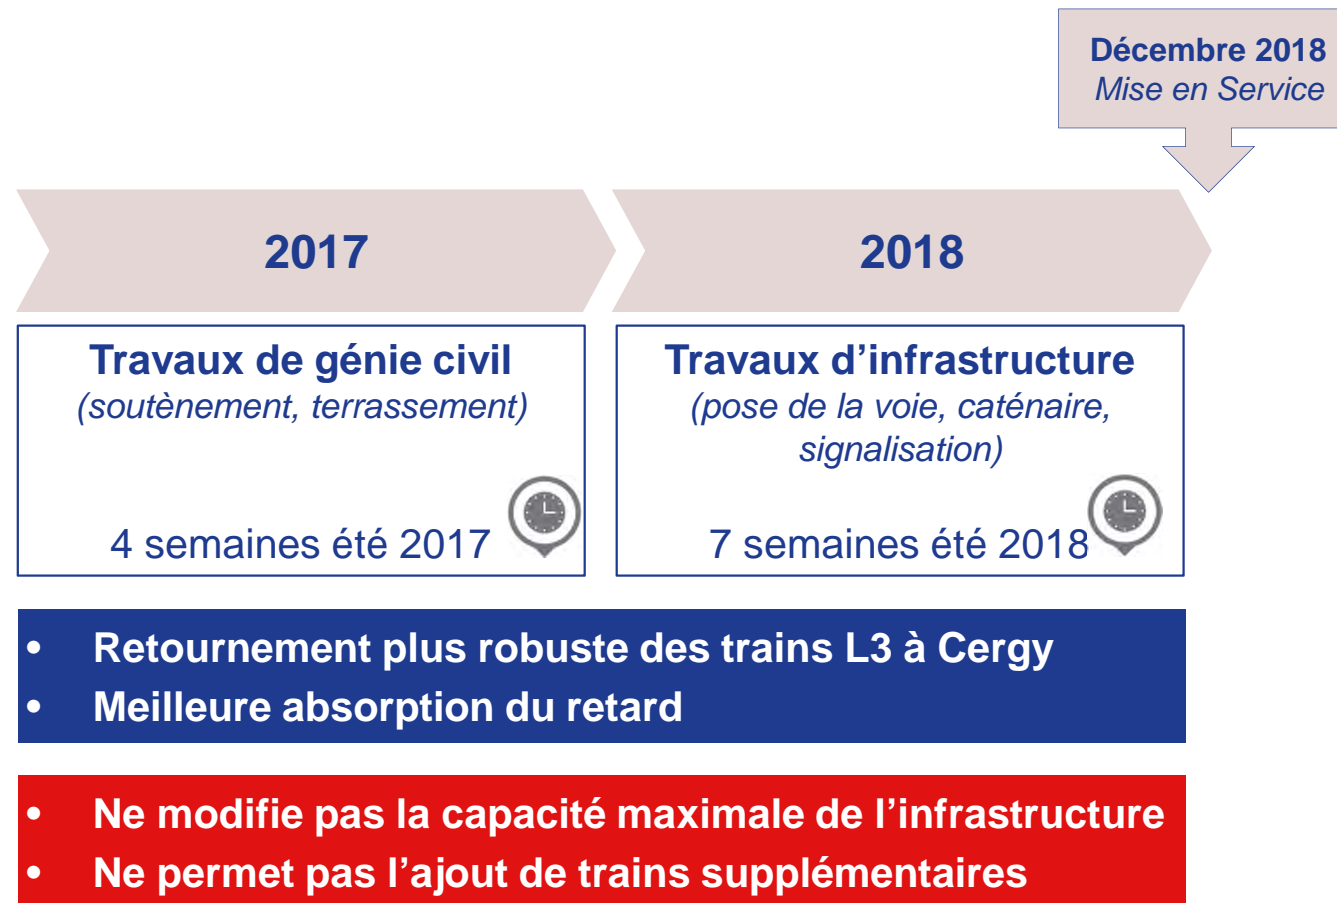 Décembre 2018
Mise en Service
2017
2018
Travaux de génie civil
(soutènement, terrassement)
4 semaines été 2017
Travaux d’infrastructure
(pose de la voie, caténaire,
signalisation)
7 semaines été 2018
• Retournement plus robuste des trains L3 à Cergy
• Meilleure absorption du retard
• Ne modifie pas la capacité maximale de l’infrastructure
• Ne permet pas l’ajout de trains supplémentaires